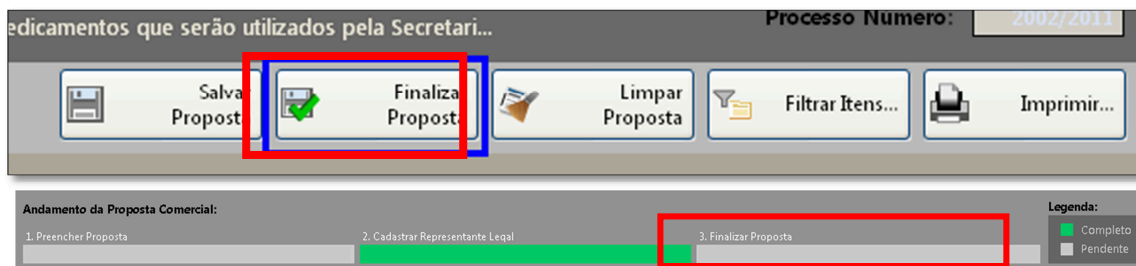 edicamentos que serão utilizados pela Secretari...
Processo Número: 2002/2011
Salva
Propost
Finaliza
Proposta
Limpar
Proposta
Filtrar Itens...
Imprimir...
Andamento da Proposta Comercial:
Legenda:
1. Preencher Proposta
2. Cadastrar Representante Legal
3. Finalizar Proposta
Completo
Pendente